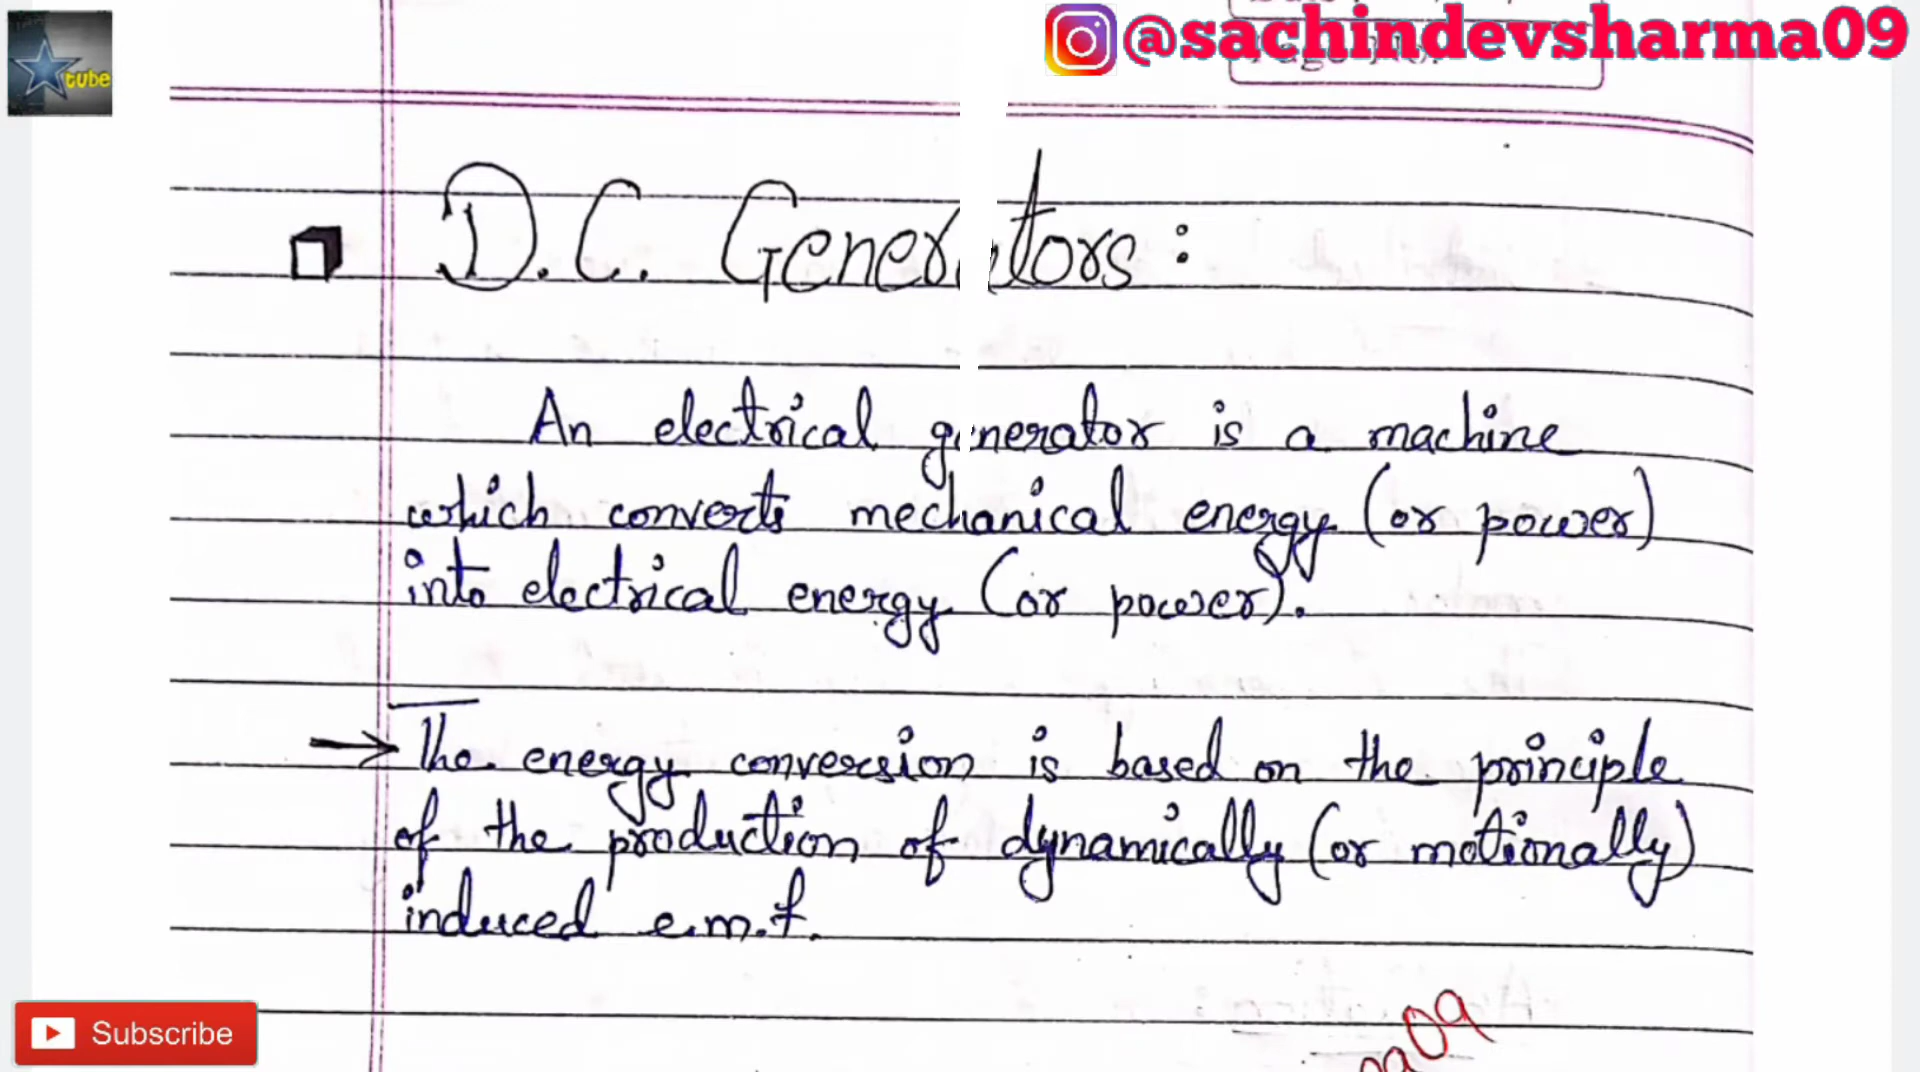 @sachindevsharma09
tube
D.C. Generators:
An electrical generator is a machine
which converts mechanical energy (or power)
into electrical energy (or power).
→ The energy conversion is based on the principle
of the production of dynamically (or motionally)
induced e.m.f.
Subscribe